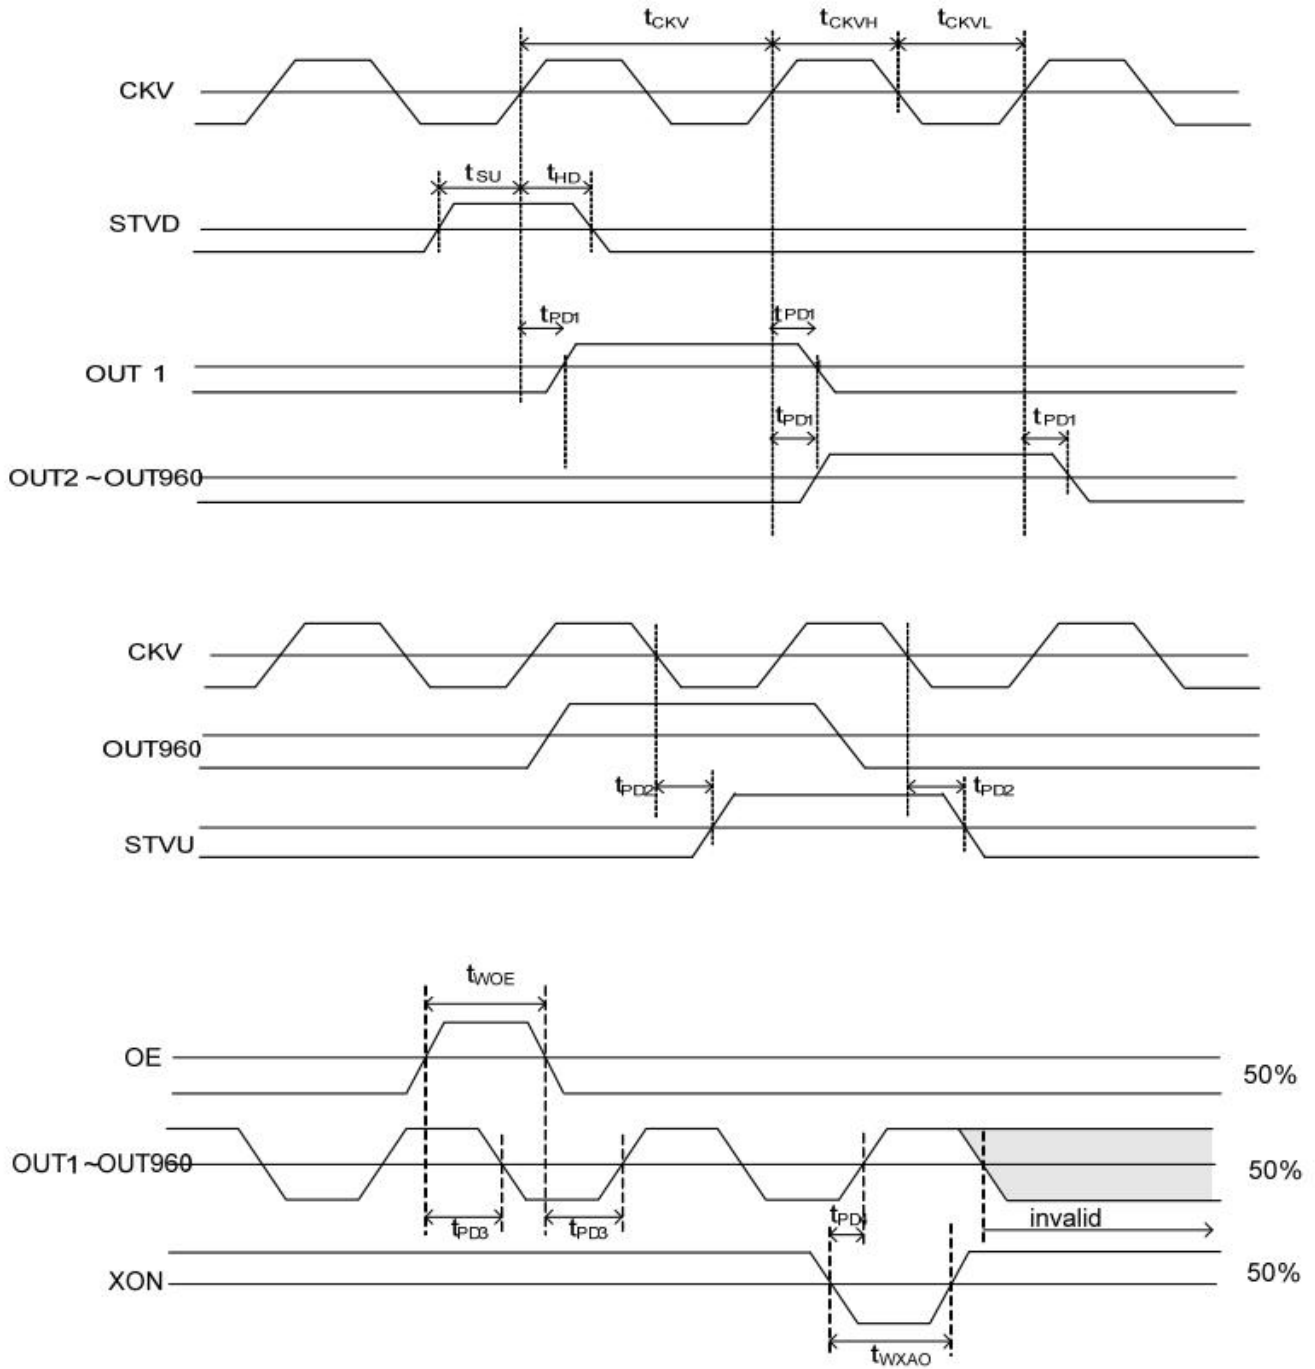 tCKV tCKVH tCKVL
CKV
tSU tHD
STVD
tPD1 tPD1
OUT 1
tPD1 tPD1
OUT2 ~OUT960
CKV
OUT960
tPD2 tPD2
STVU
tWOE
OE
50%
OUT1~OUT960
50%
tPD3 tPD3 tPD4 invalid
XON
50%
tWXAO